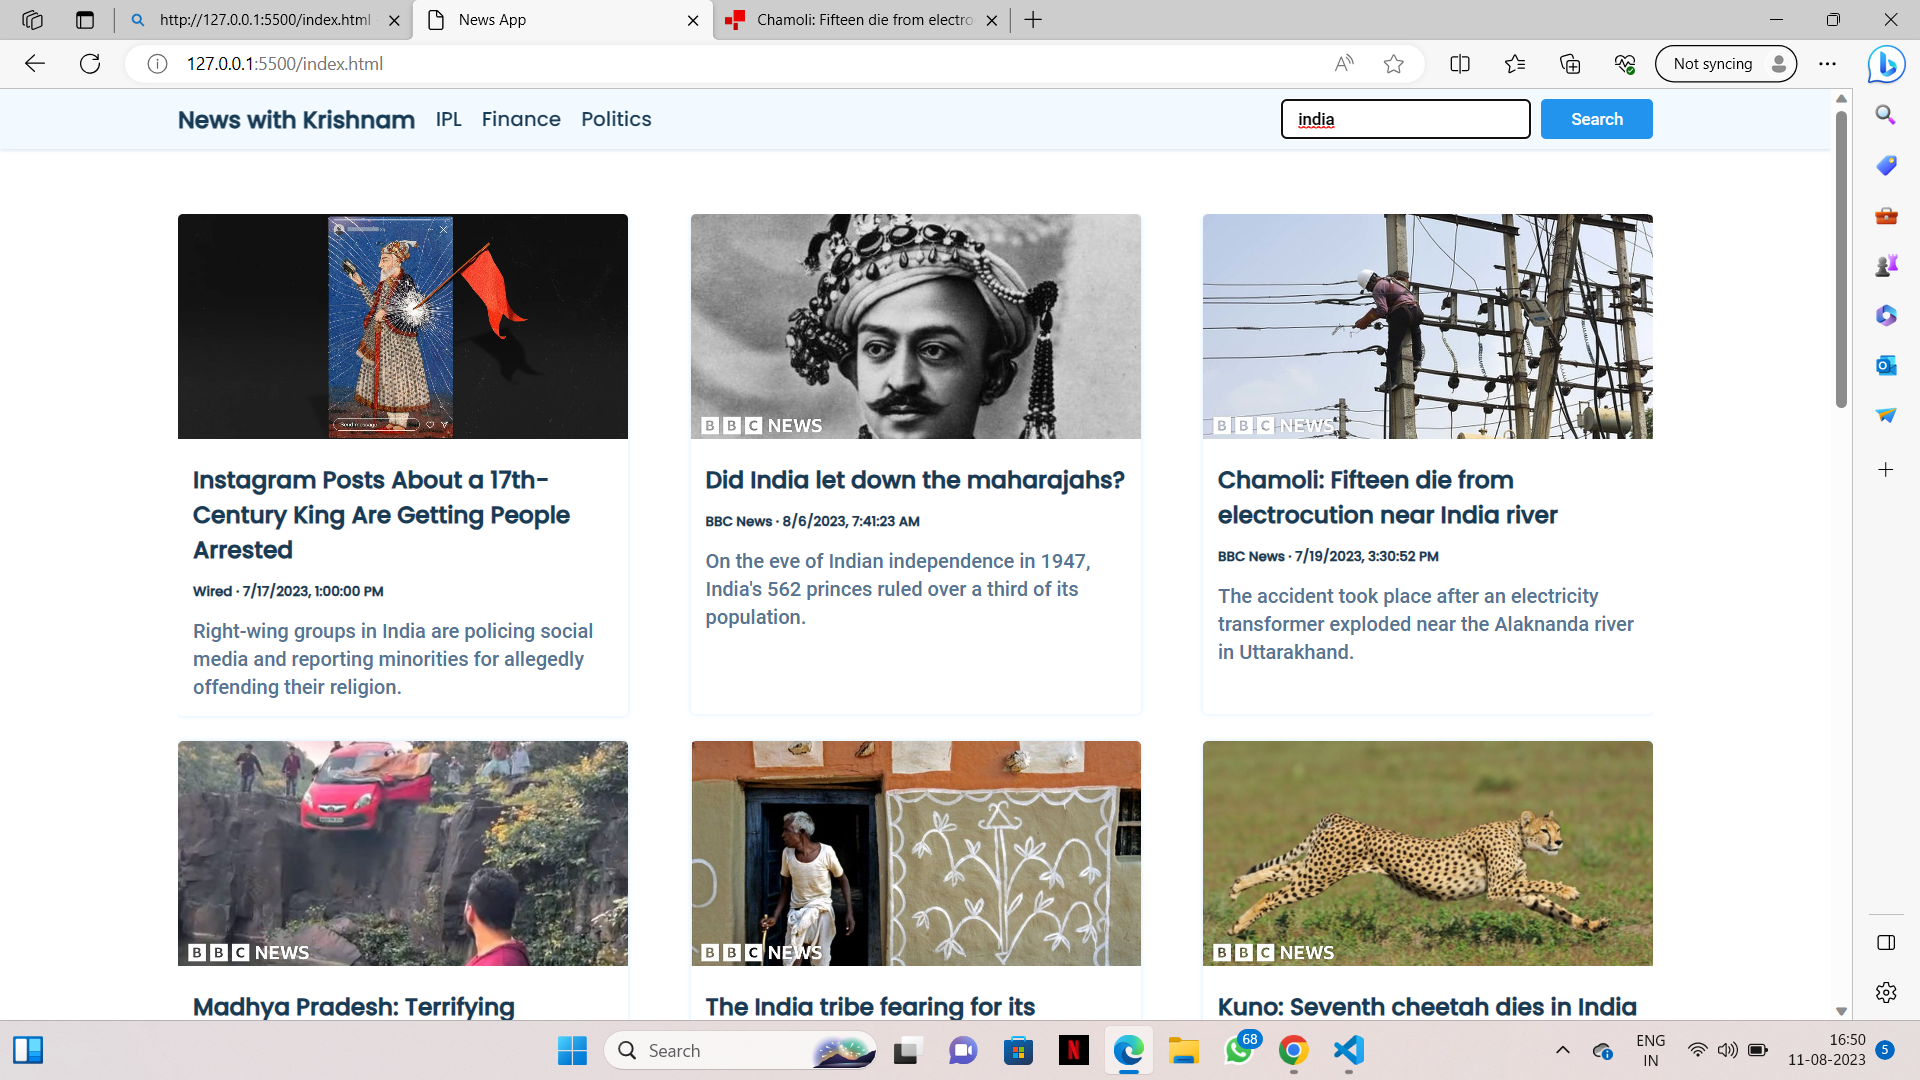 http://127.0.0.1:5500/index.html
News App
Chamoli: Fifteen die from electro
127.0.0.1:5500/index.html
Not syncing
News with Krishnam
IPL
Finance
Politics
india
Search
Send message
BBC NEWS
BBC NEWS
Instagram Posts About a 17th-
Century King Are Getting People
Arrested
Wired · 7/17/2023, 1:00:00 PM
Right-wing groups in India are policing social
media and reporting minorities for allegedly
offending their religion.
Did India let down the maharajahs?
BBC News · 8/6/2023, 7:41:23 AM
On the eve of Indian independence in 1947,
India's 562 princes ruled over a third of its
population.
Chamoli: Fifteen die from
electrocution near India river
BBC News · 7/19/2023, 3:30:52 PM
The accident took place after an electricity
transformer exploded near the Alaknanda river
in Uttarakhand.
BBC NEWS
BBC NEWS
BBC NEWS
Madhya Pradesh: Terrifying
The India tribe fearing for its
Kuno: Seventh cheetah dies in India
Search
68
ENG
IN
16:50
11-08-2023
5